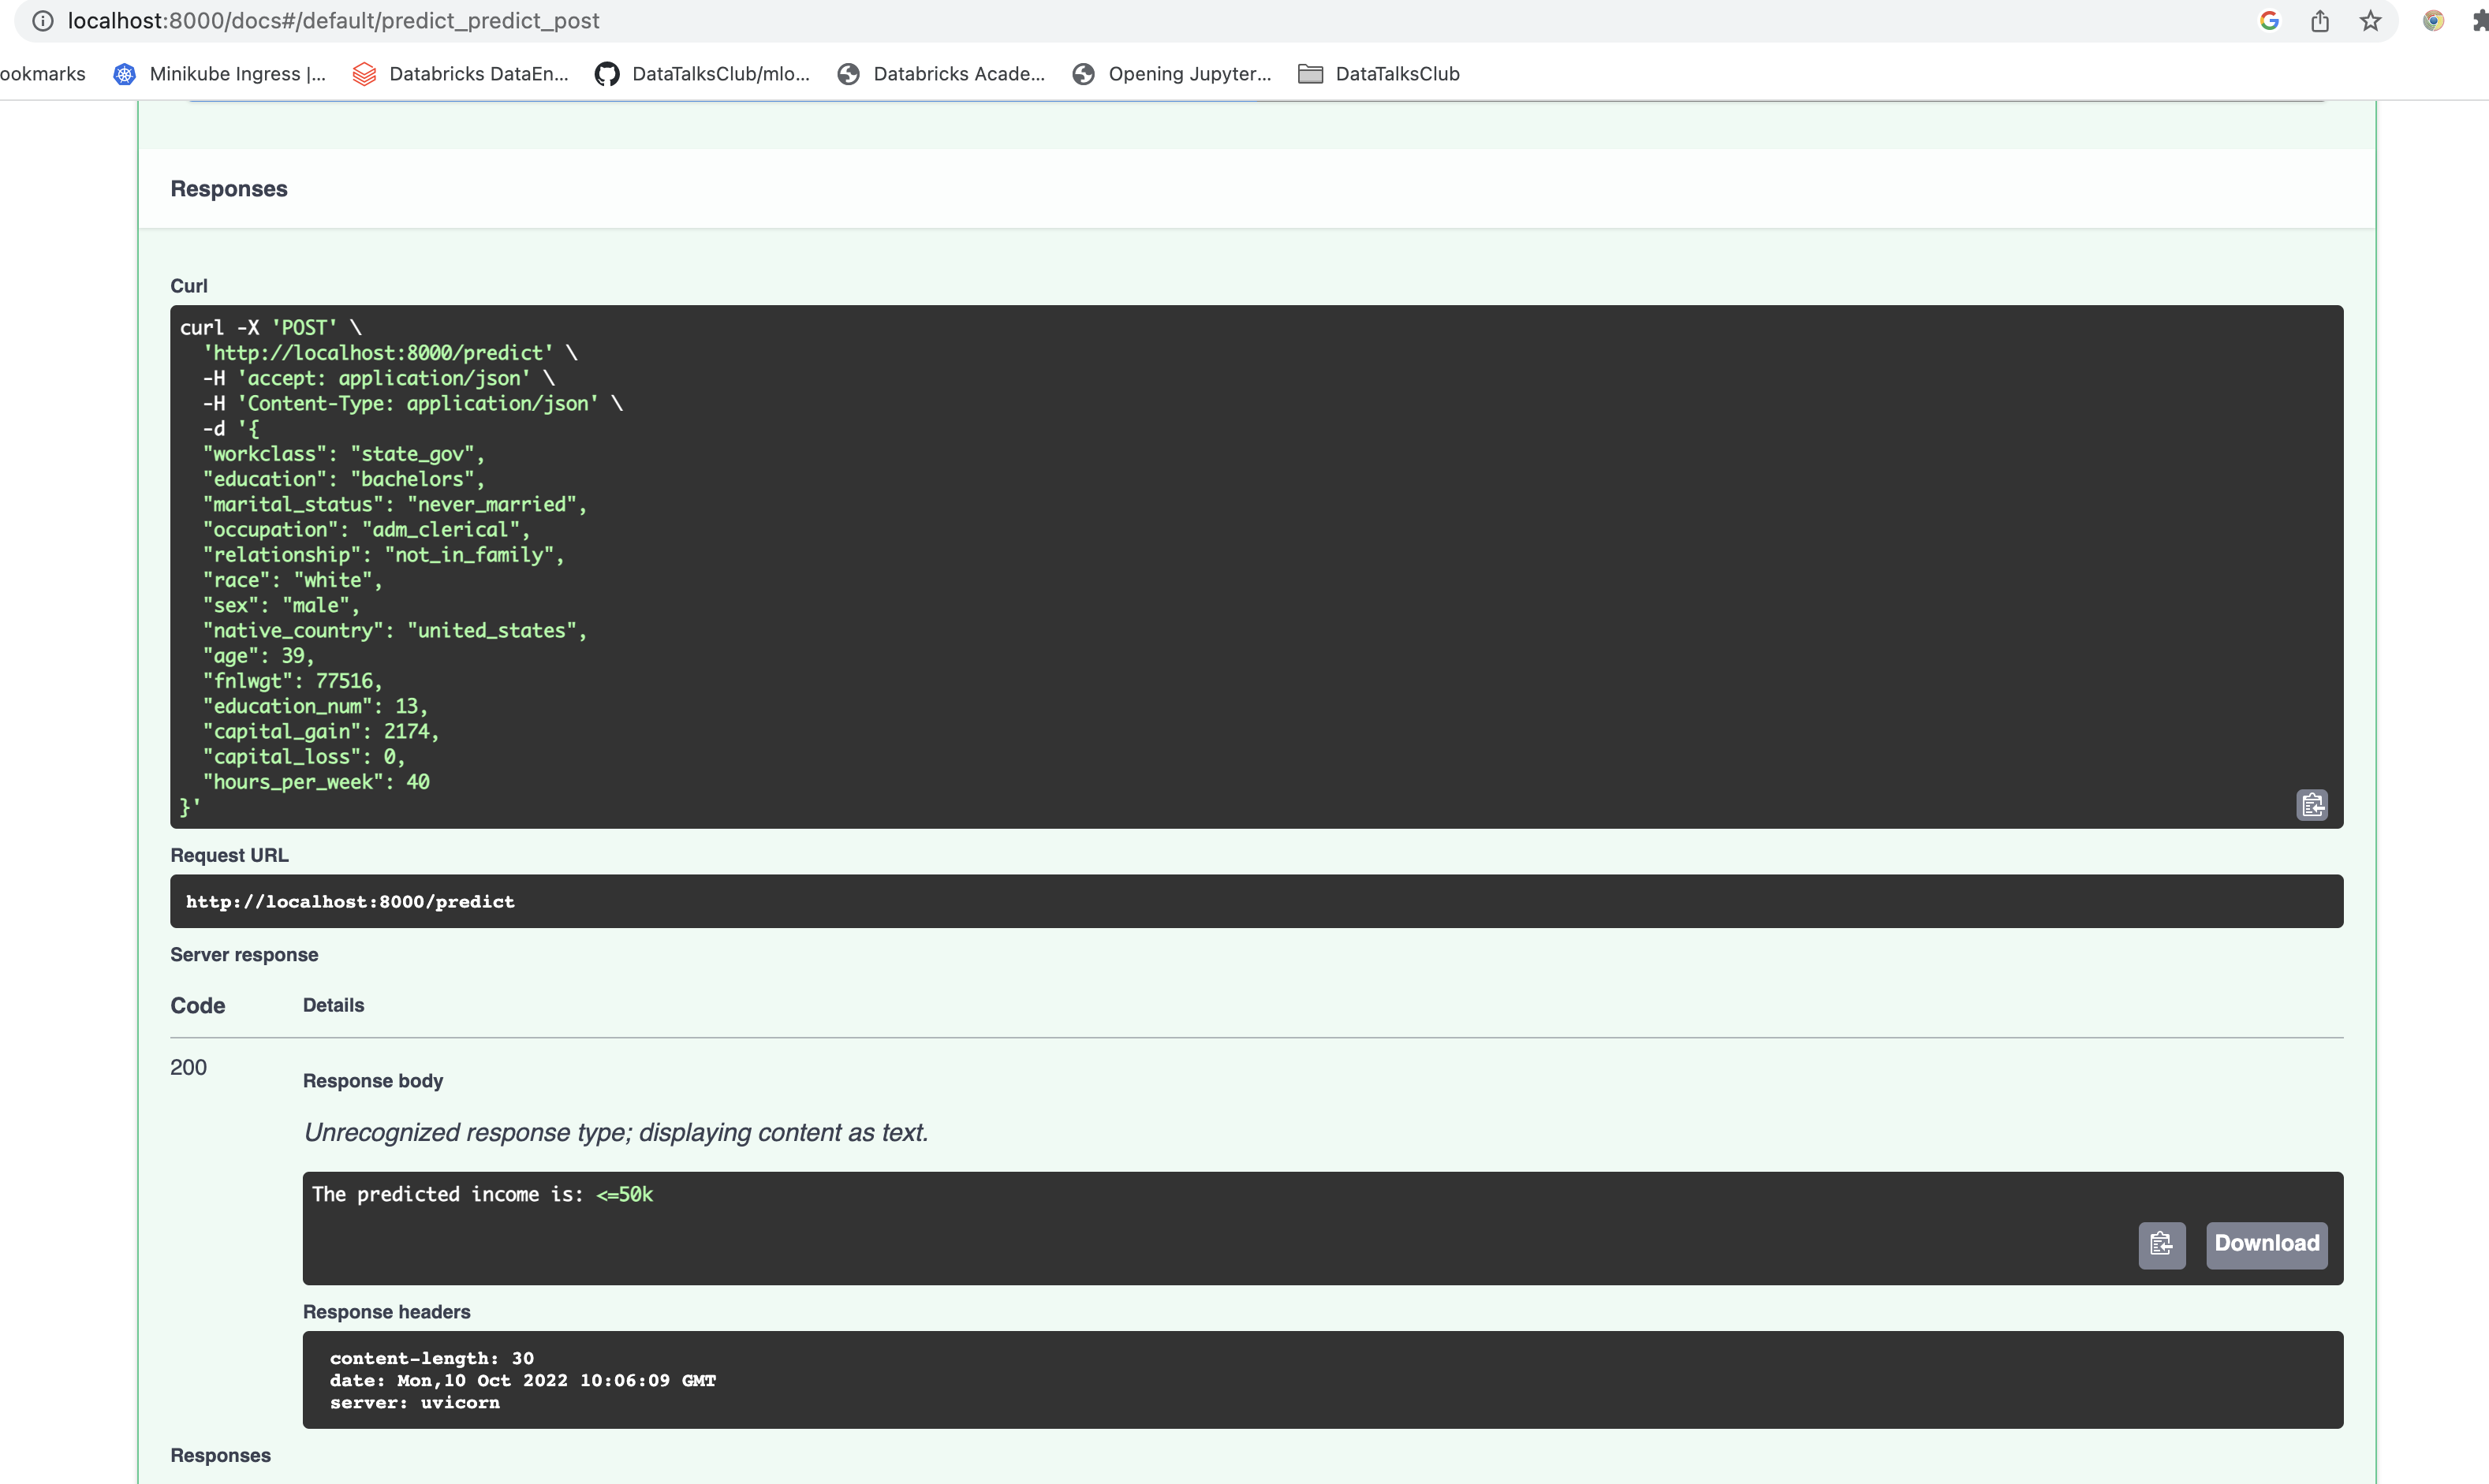 localhost:8000/docs#/default/predict_predict_post
ookmarks Minikube Ingress |... Databricks DataEn... DataTalksClub/mlo... Databricks Acade... Opening Jupyter... DataTalksClub
Responses
Curl
curl -X 'POST' \
'http://localhost:8000/predict' \
-H 'accept: application/json' \
-H 'Content-Type: application/json' \
-d '{
"workclass": "state_gov",
"education": "bachelors",
"marital_status": "never_married",
"occupation": "adm_clerical",
"relationship": "not_in_family",
"race": "white",
"sex": "male",
"native_country": "united_states",
"age": 39,
"fnlwgt": 77516,
"education_num": 13,
"capital_gain": 2174,
"capital_loss": 0,
"hours_per_week": 40
}'
Request URL
http://localhost:8000/predict
Server response
Code Details
200
Response body
Unrecognized response type; displaying content as text.
The predicted income is: <=50k
Download
Response headers
content-length: 30
date: Mon,10 Oct 2022 10:06:09 GMT
server: uvicorn
Responses